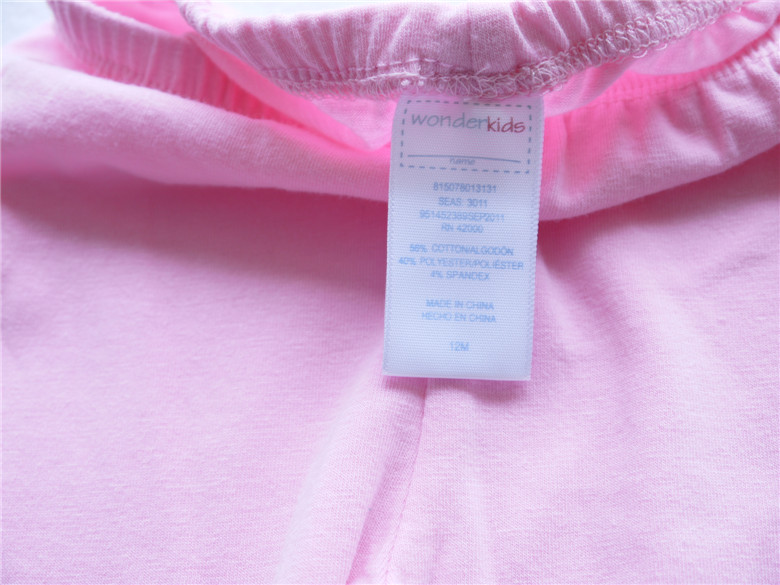 wonderkids
name
815078013131
SEAS: 3011
951452389SEP2011
RN 42000
56% COTTON/ALGODÓN
40% POLYESTER/POLIÉSTER
4% SPANDEX
MADE IN CHINA
HECHO EN CHINA
12M